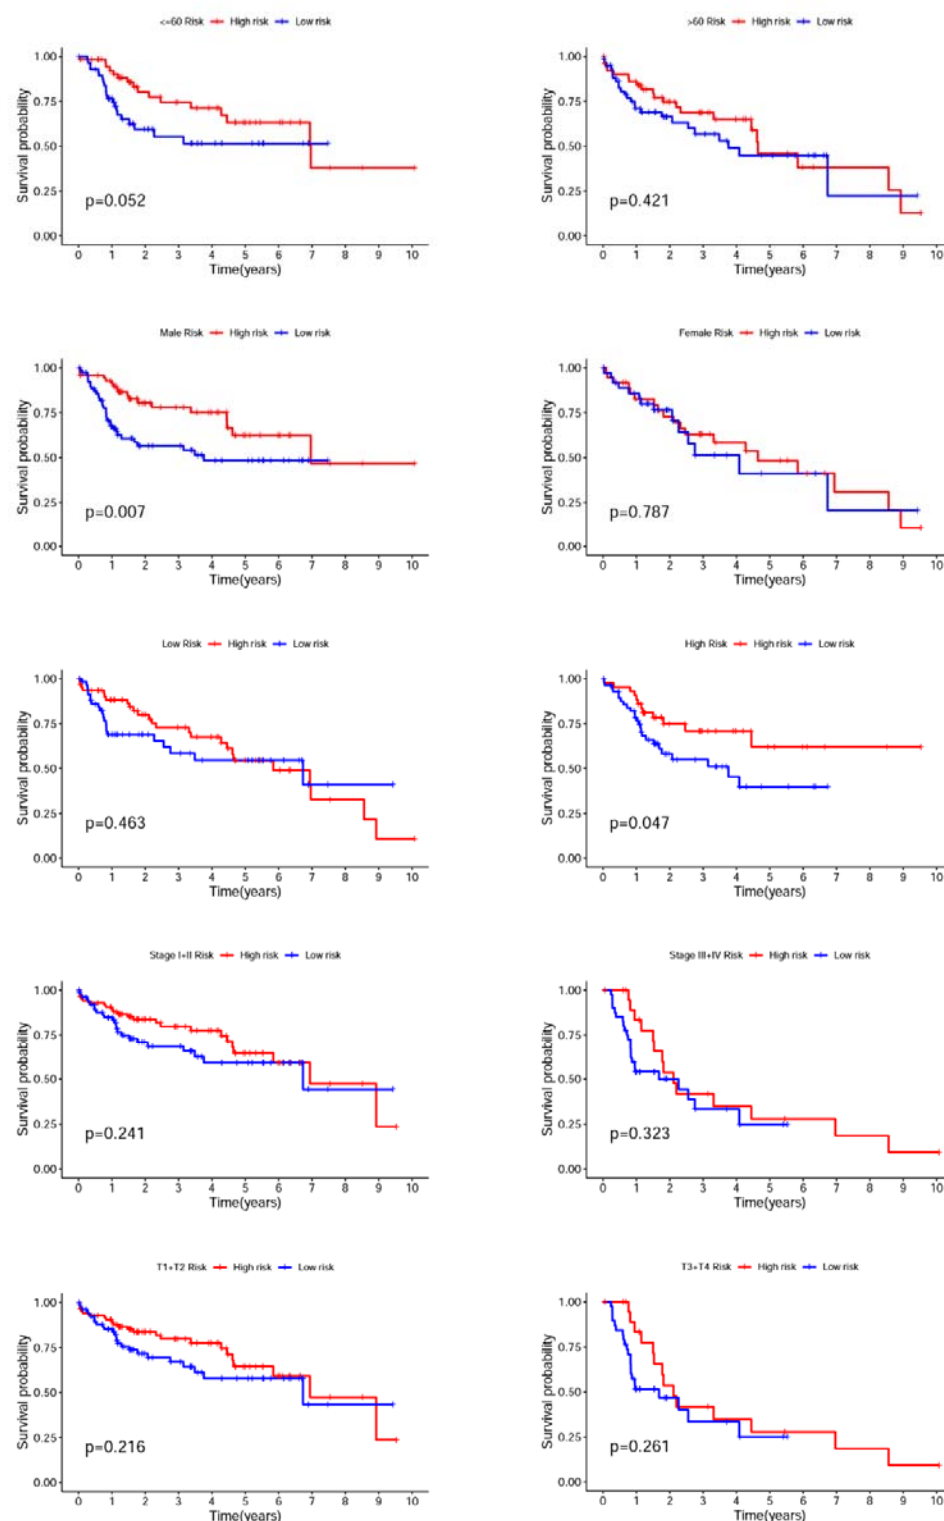 <=60 Risk High risk Low risk
Survival probability
1.00
0.75
0.50
0.25
0.00
p=0.052
0 1 2 3 4 5 6 7 8 9 10
Time(years)
>60 Risk High risk Low risk
Survival probability
1.00
0.75
0.50
0.25
0.00
p=0.421
0 1 2 3 4 5 6 7 8 9 10
Time(years)
Male Risk High risk Low risk
Survival probability
1.00
0.75
0.50
0.25
0.00
p=0.007
0 1 2 3 4 5 6 7 8 9 10
Time(years)
Female Risk High risk Low risk
Survival probability
1.00
0.75
0.50
0.25
0.00
p=0.787
0 1 2 3 4 5 6 7 8 9 10
Time(years)
Low Risk High risk Low risk
Survival probability
1.00
0.75
0.50
0.25
0.00
p=0.463
0 1 2 3 4 5 6 7 8 9 10
Time(years)
High Risk High risk Low risk
Survival probability
1.00
0.75
0.50
0.25
0.00
p=0.047
0 1 2 3 4 5 6 7 8 9 10
Time(years)
Stage I+II Risk High risk Low risk
Survival probability
1.00
0.75
0.50
0.25
0.00
p=0.241
0 1 2 3 4 5 6 7 8 9 10
Time(years)
Stage III+IV Risk High risk Low risk
Survival probability
1.00
0.75
0.50
0.25
0.00
p=0.323
0 1 2 3 4 5 6 7 8 9 10
Time(years)
T1+T2 Risk High risk Low risk
Survival probability
1.00
0.75
0.50
0.25
0.00
p=0.216
0 1 2 3 4 5 6 7 8 9 10
Time(years)
T3+T4 Risk High risk Low risk
Survival probability
1.00
0.75
0.50
0.25
0.00
p=0.261
0 1 2 3 4 5 6 7 8 9 10
Time(years)